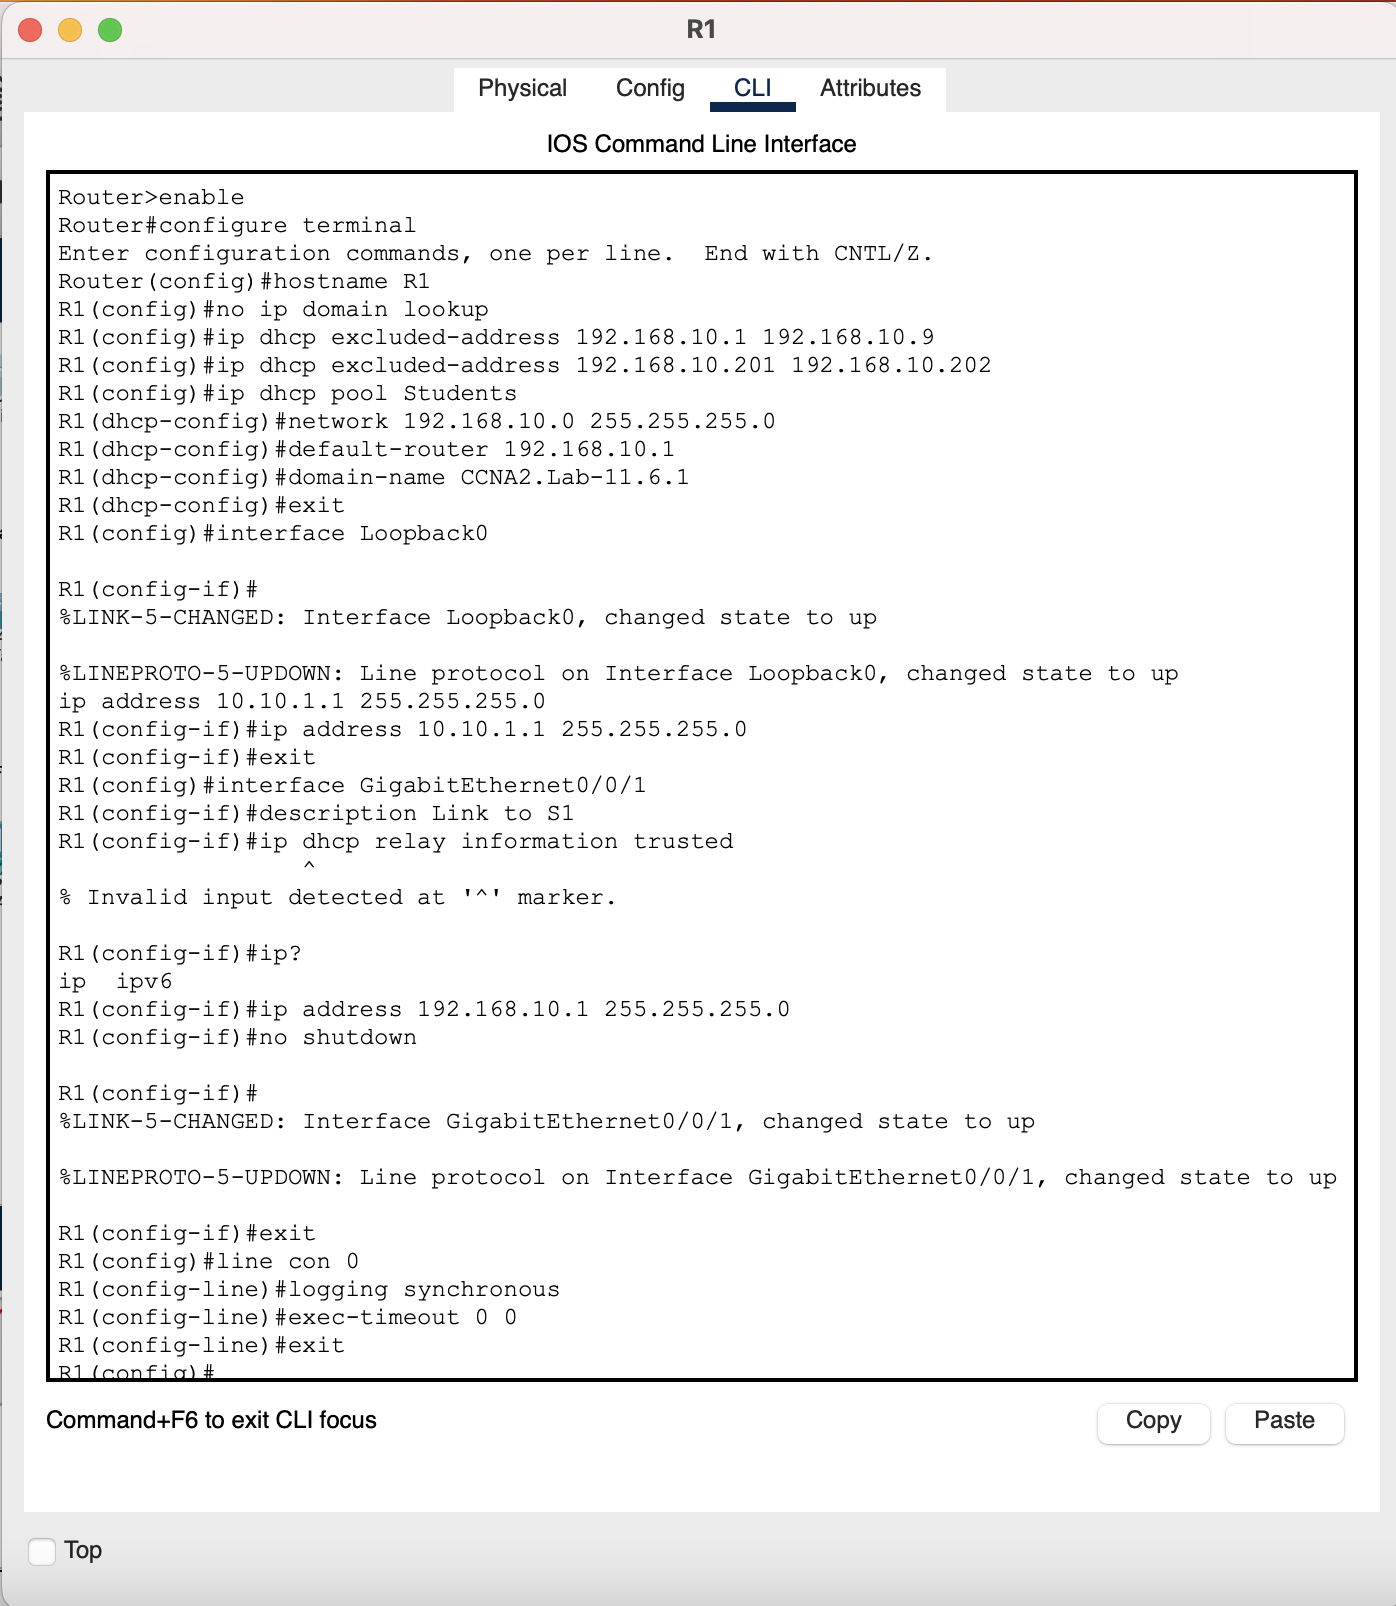 R1
Physical Config CLI Attributes
IOS Command Line Interface
Router>enable
Router#configure terminal
Enter configuration commands, one per line.  End with CNTL/Z.
Router(config)#hostname R1
R1(config)#no ip domain lookup
R1(config)#ip dhcp excluded-address 192.168.10.1 192.168.10.9
R1(config)#ip dhcp excluded-address 192.168.10.201 192.168.10.202
R1(config)#ip dhcp pool Students
R1(dhcp-config)#network 192.168.10.0 255.255.255.0
R1(dhcp-config)#default-router 192.168.10.1
R1(dhcp-config)#domain-name CCNA2.Lab-11.6.1
R1(dhcp-config)#exit
R1(config)#interface Loopback0
R1(config-if)#
%LINK-5-CHANGED: Interface Loopback0, changed state to up
%LINEPROTO-5-UPDOWN: Line protocol on Interface Loopback0, changed state to up
ip address 10.10.1.1 255.255.255.0
R1(config-if)#ip address 10.10.1.1 255.255.255.0
R1(config-if)#exit
R1(config)#interface GigabitEthernet0/0/1
R1(config-if)#description Link to S1
R1(config-if)#ip dhcp relay information trusted
^
% Invalid input detected at '^' marker.
R1(config-if)#ip?
ip  ipv6
R1(config-if)#ip address 192.168.10.1 255.255.255.0
R1(config-if)#no shutdown
R1(config-if)#
%LINK-5-CHANGED: Interface GigabitEthernet0/0/1, changed state to up
%LINEPROTO-5-UPDOWN: Line protocol on Interface GigabitEthernet0/0/1, changed state to up
R1(config-if)#exit
R1(config)#line con 0
R1(config-line)#logging synchronous
R1(config-line)#exec-timeout 0 0
R1(config-line)#exit
R1(config)#
Command+F6 to exit CLI focus
Copy Paste
Top